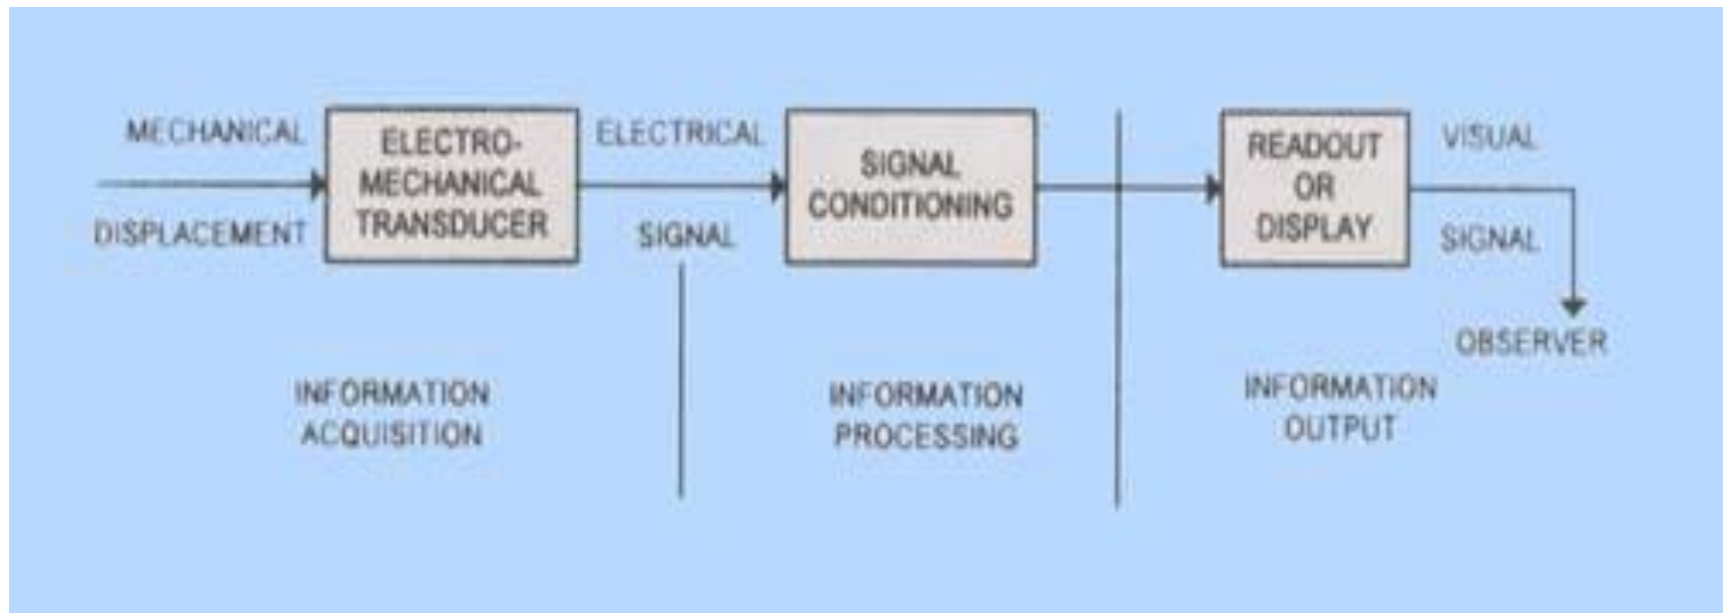 MECHANICAL
DISPLACEMENT
ELECTRO-
MECHANICAL
TRANSDUCER
ELECTRICAL
SIGNAL
SIGNAL
CONDITIONING
READOUT
OR
DISPLAY
VISUAL
SIGNAL
OBSERVER
INFORMATION
ACQUISITION
INFORMATION
PROCESSING
INFORMATION
OUTPUT